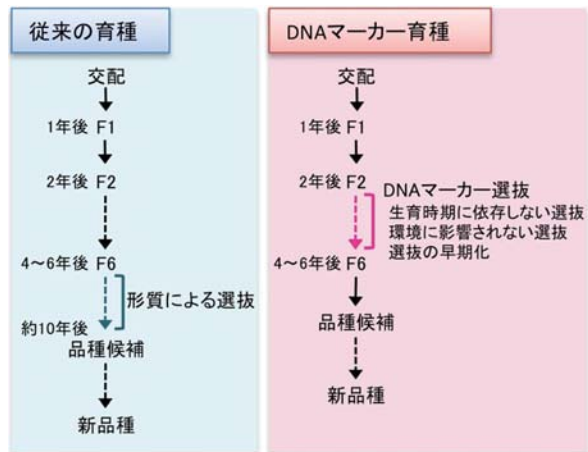 従来の育種
交配
1年後 F1
2年後 F2
4～6年後 F6
形質による選抜
約10年後
品種候補
新品種
DNAマーカー育種
交配
1年後 F1
2年後 F2
DNAマーカー選抜
生育時期に依存しない選抜
環境に影響されない選抜
選抜の早期化
4～6年後 F6
品種候補
新品種